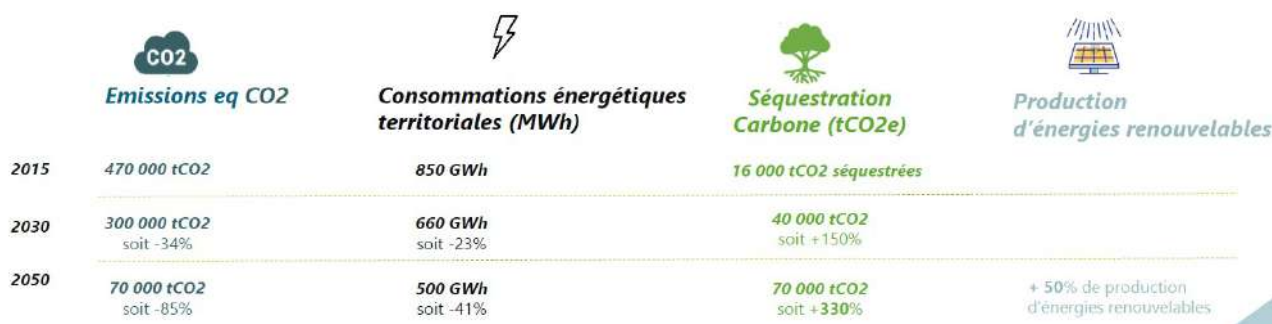 CO2
Emissions eq CO2
Consommations énergétiques
territoriales (MWh)
Séquestration
Carbone (tCO2e)
Production
d'énergies renouvelables
2015
470 000 tCO2
850 GWh
16 000 tCO2 séquestrées
2030
300 000 tCO2
soit -34%
660 GWh
soit -23%
40 000 tCO2
soit +150%
2050
70 000 tCO2
soit -85%
500 GWh
soit -41%
70 000 tCO2
soit +330%
+ 50% de production
d'énergies renouvelables